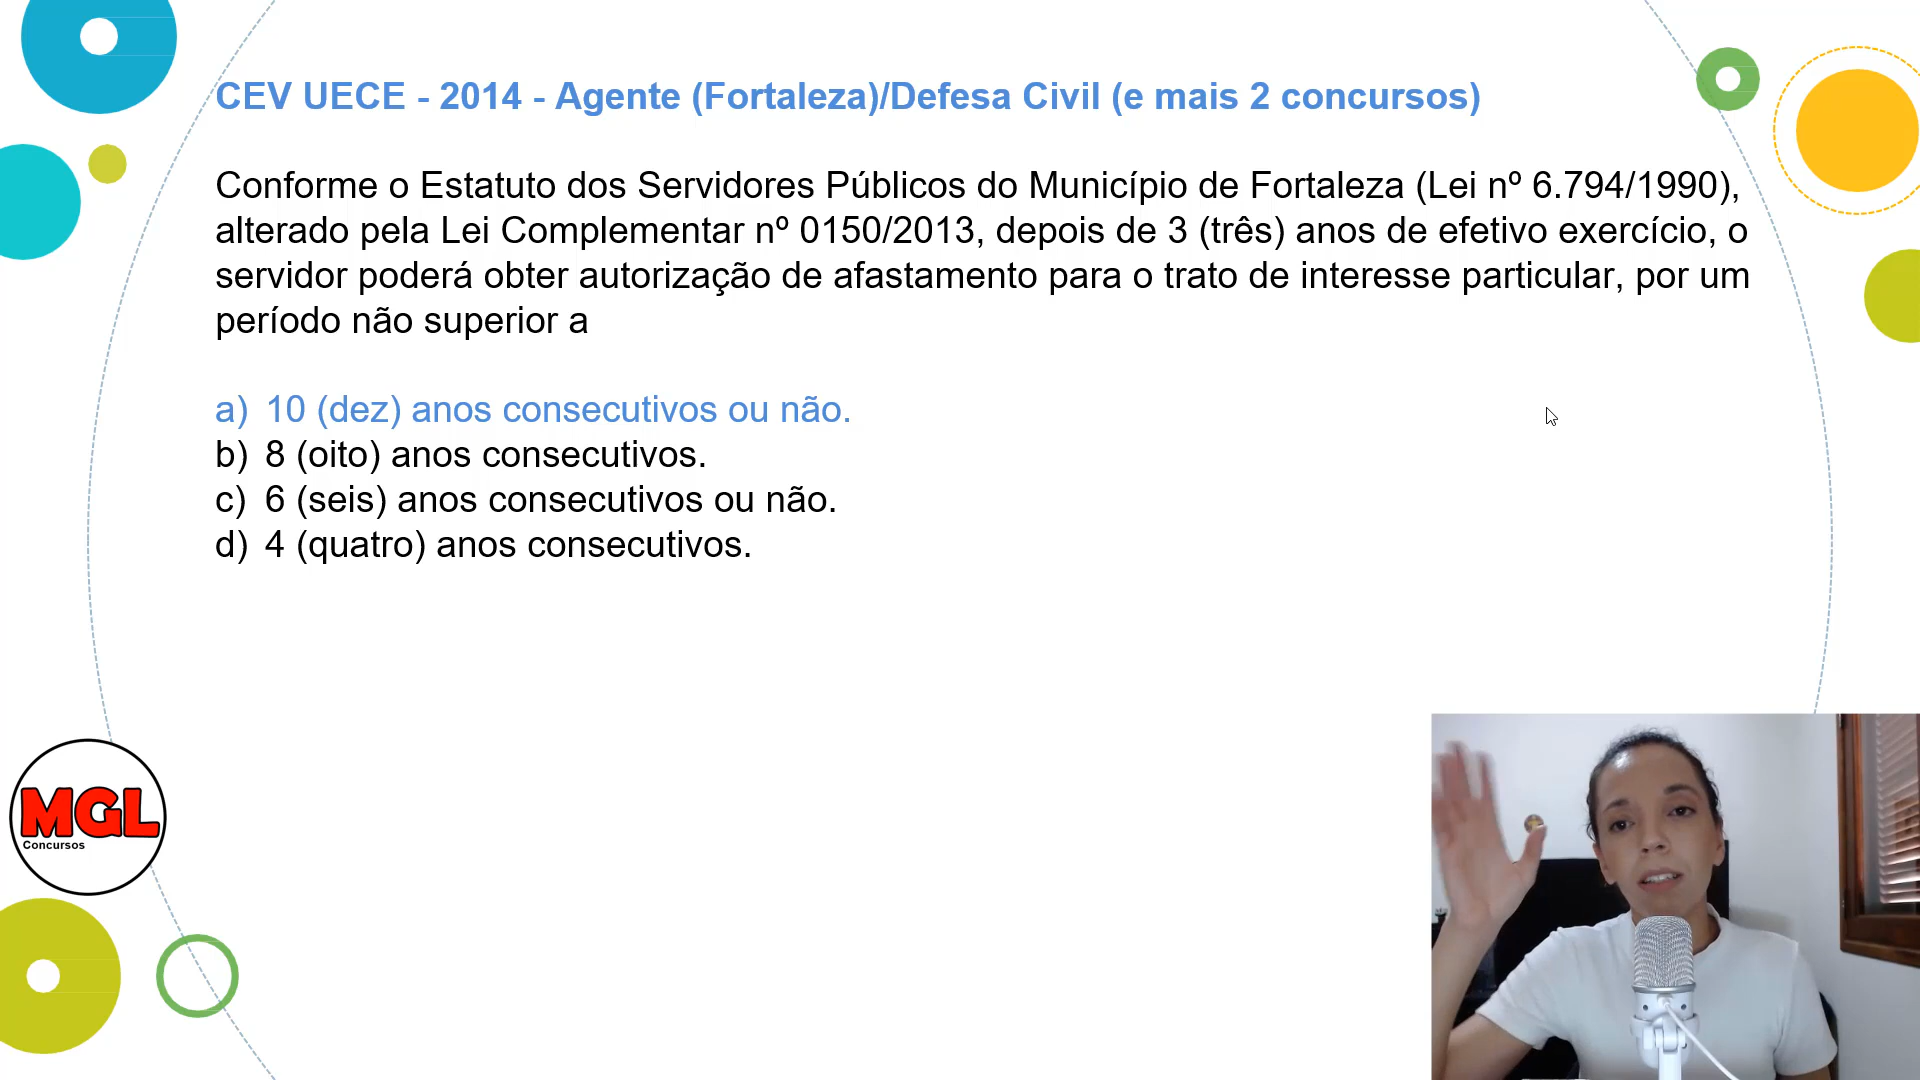 CEV UECE - 2014 - Agente (Fortaleza)/Defesa Civil (e mais 2 concursos)
Conforme o Estatuto dos Servidores Públicos do Município de Fortaleza (Lei nº 6.794/1990),
alterado pela Lei Complementar nº 0150/2013, depois de 3 (três) anos de efetivo exercício, o
servidor poderá obter autorização de afastamento para o trato de interesse particular, por um
período não superior a
a) 10 (dez) anos consecutivos ou não.
b) 8 (oito) anos consecutivos.
c) 6 (seis) anos consecutivos ou não.
d) 4 (quatro) anos consecutivos.
MGL
Concursos